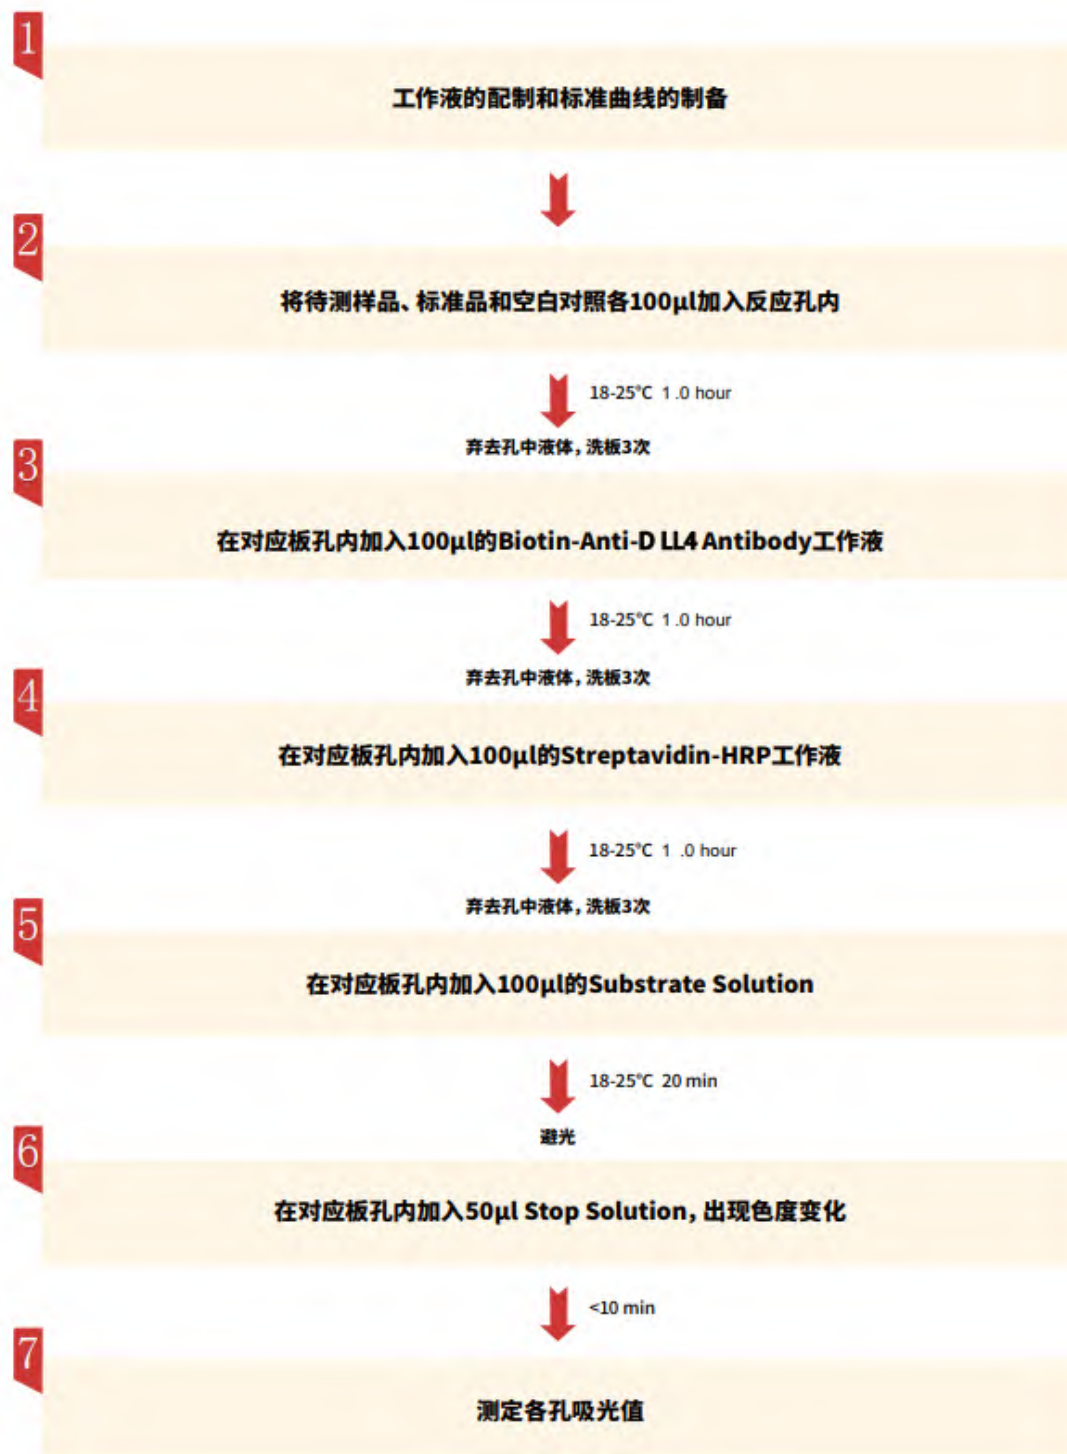 1
工作液的配制和标准曲线的制备
2
将待测样品、标准品和空白对照各100μl加入反应孔内
18-25℃ 1.0 hour
弃去孔中液体，洗板3次
3
在对应板孔内加入100μl的Biotin-Anti-D LL4 Antibody工作液
18-25℃ 1.0 hour
弃去孔中液体，洗板3次
4
在对应板孔内加入100μl的Streptavidin-HRP工作液
18-25℃ 1 .0 hour
弃去孔中液体，洗板3次
5
在对应板孔内加入100μl的Substrate Solution
18-25℃ 20 min
避光
6
在对应板孔内加入50μl Stop Solution，出现色度变化
<10 min
7
测定各孔吸光值